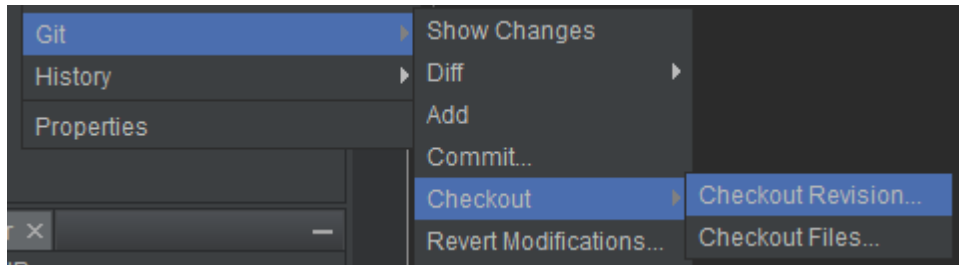 Git
History
Properties
Show Changes
Diff
Add
Commit...
Checkout
Revert Modifications...
Checkout Revision...
Checkout Files...